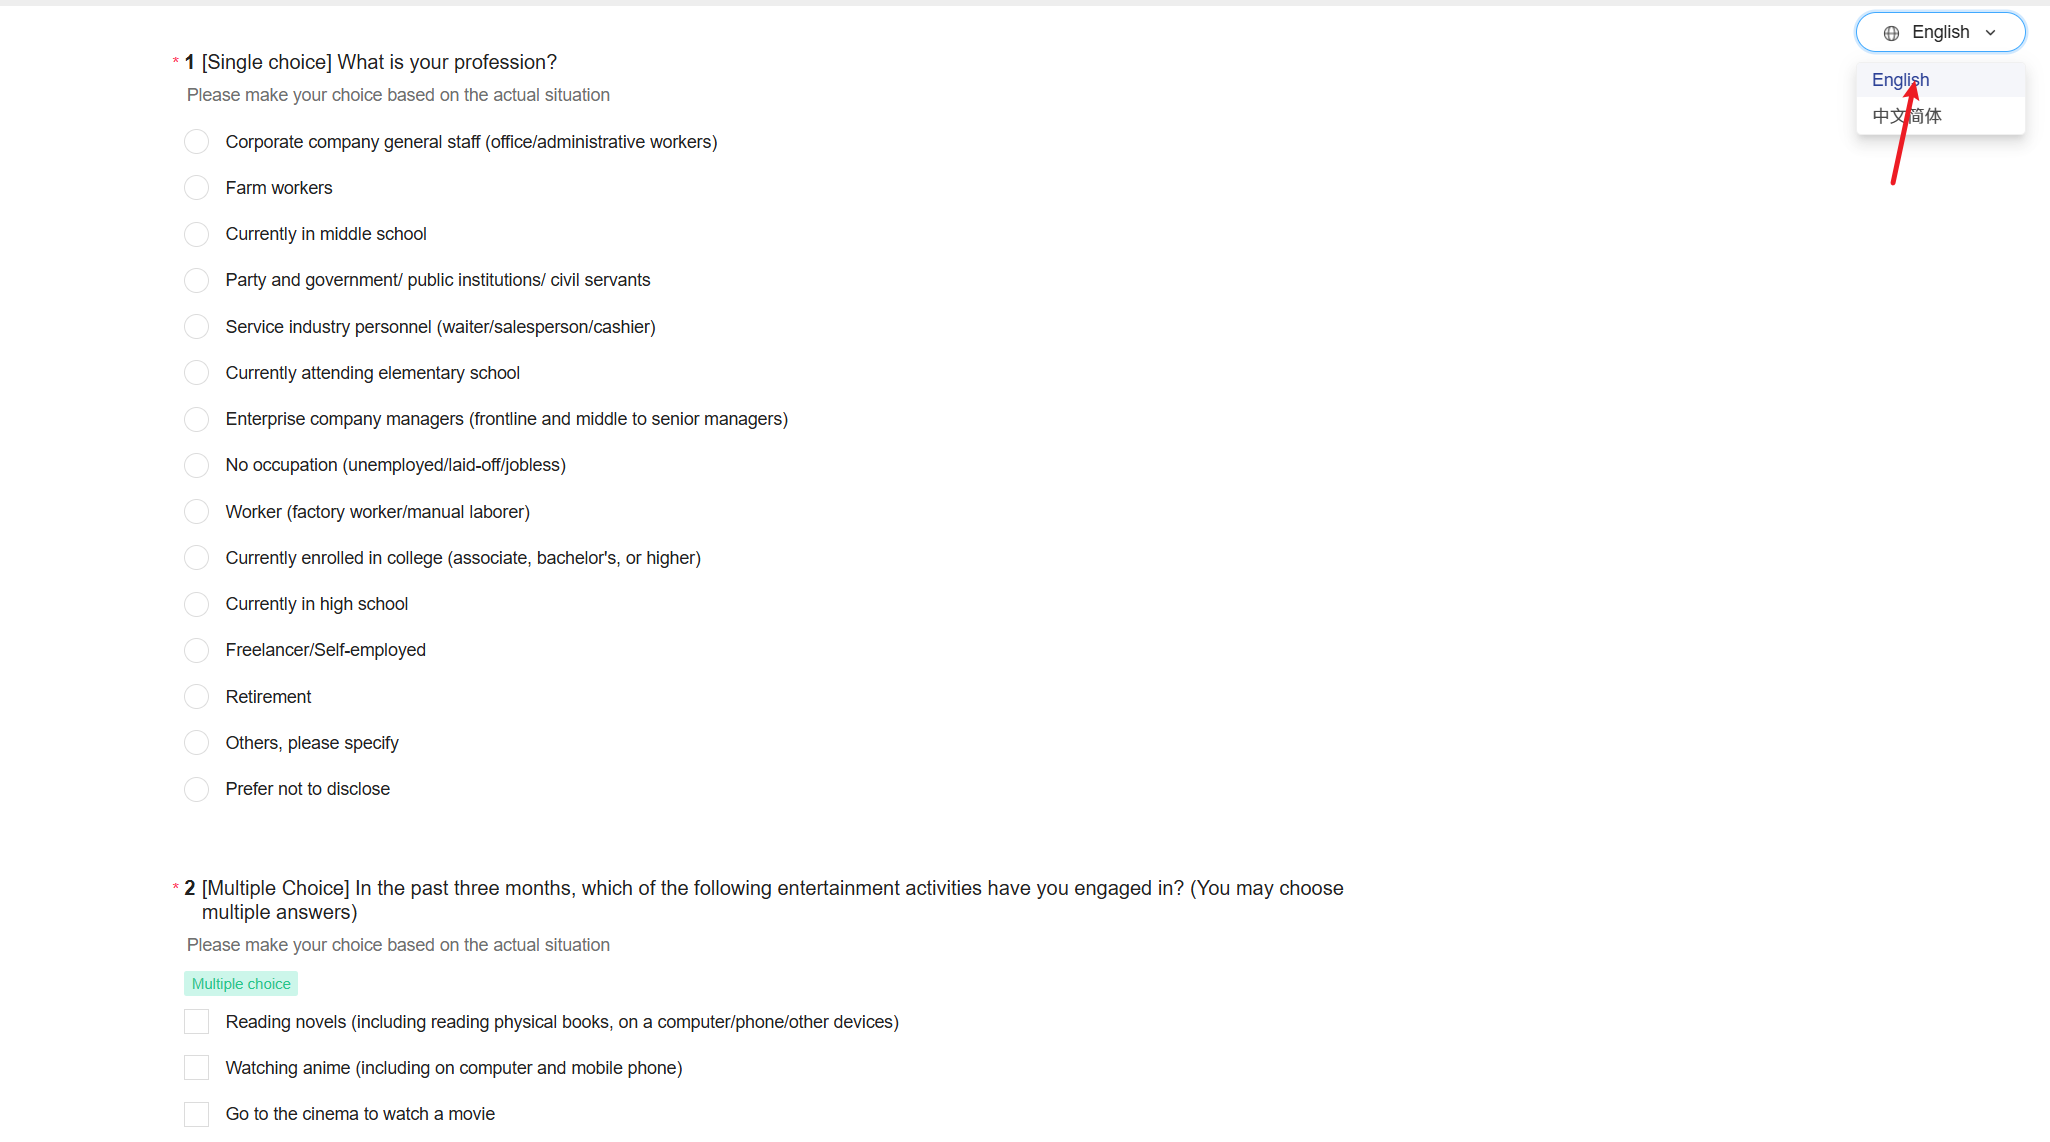 English
English
中文简体
* 1 [Single choice] What is your profession?
Please make your choice based on the actual situation
Corporate company general staff (office/administrative workers)
Farm workers
Currently in middle school
Party and government/ public institutions/ civil servants
Service industry personnel (waiter/salesperson/cashier)
Currently attending elementary school
Enterprise company managers (frontline and middle to senior managers)
No occupation (unemployed/laid-off/jobless)
Worker (factory worker/manual laborer)
Currently enrolled in college (associate, bachelor's, or higher)
Currently in high school
Freelancer/Self-employed
Retirement
Others, please specify
Prefer not to disclose
* 2 [Multiple Choice] In the past three months, which of the following entertainment activities have you engaged in? (You may choose
multiple answers)
Please make your choice based on the actual situation
Multiple choice
Reading novels (including reading physical books, on a computer/phone/other devices)
Watching anime (including on computer and mobile phone)
Go to the cinema to watch a movie